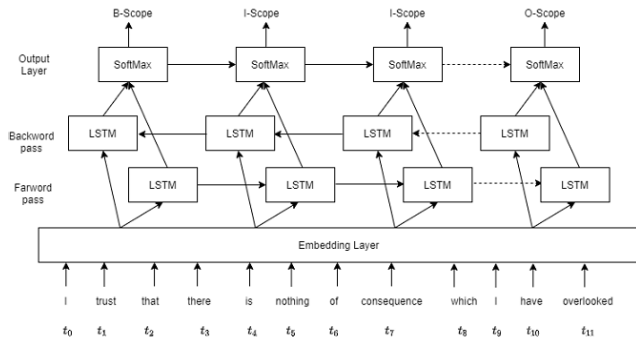 B-Scope I-Scope I-Scope O-Scope
Output Layer SoftMax SoftMax SoftMax SoftMax
Backword pass LSTM LSTM LSTM LSTM
Farword pass LSTM LSTM LSTM LSTM
Embedding Layer
I trust that there is nothing of consequence which I have overlooked
t₀ t₁ t₂ t₃ t₄ t₅ t₆ t₇ t₈ t₉ t₁₀ t₁₁